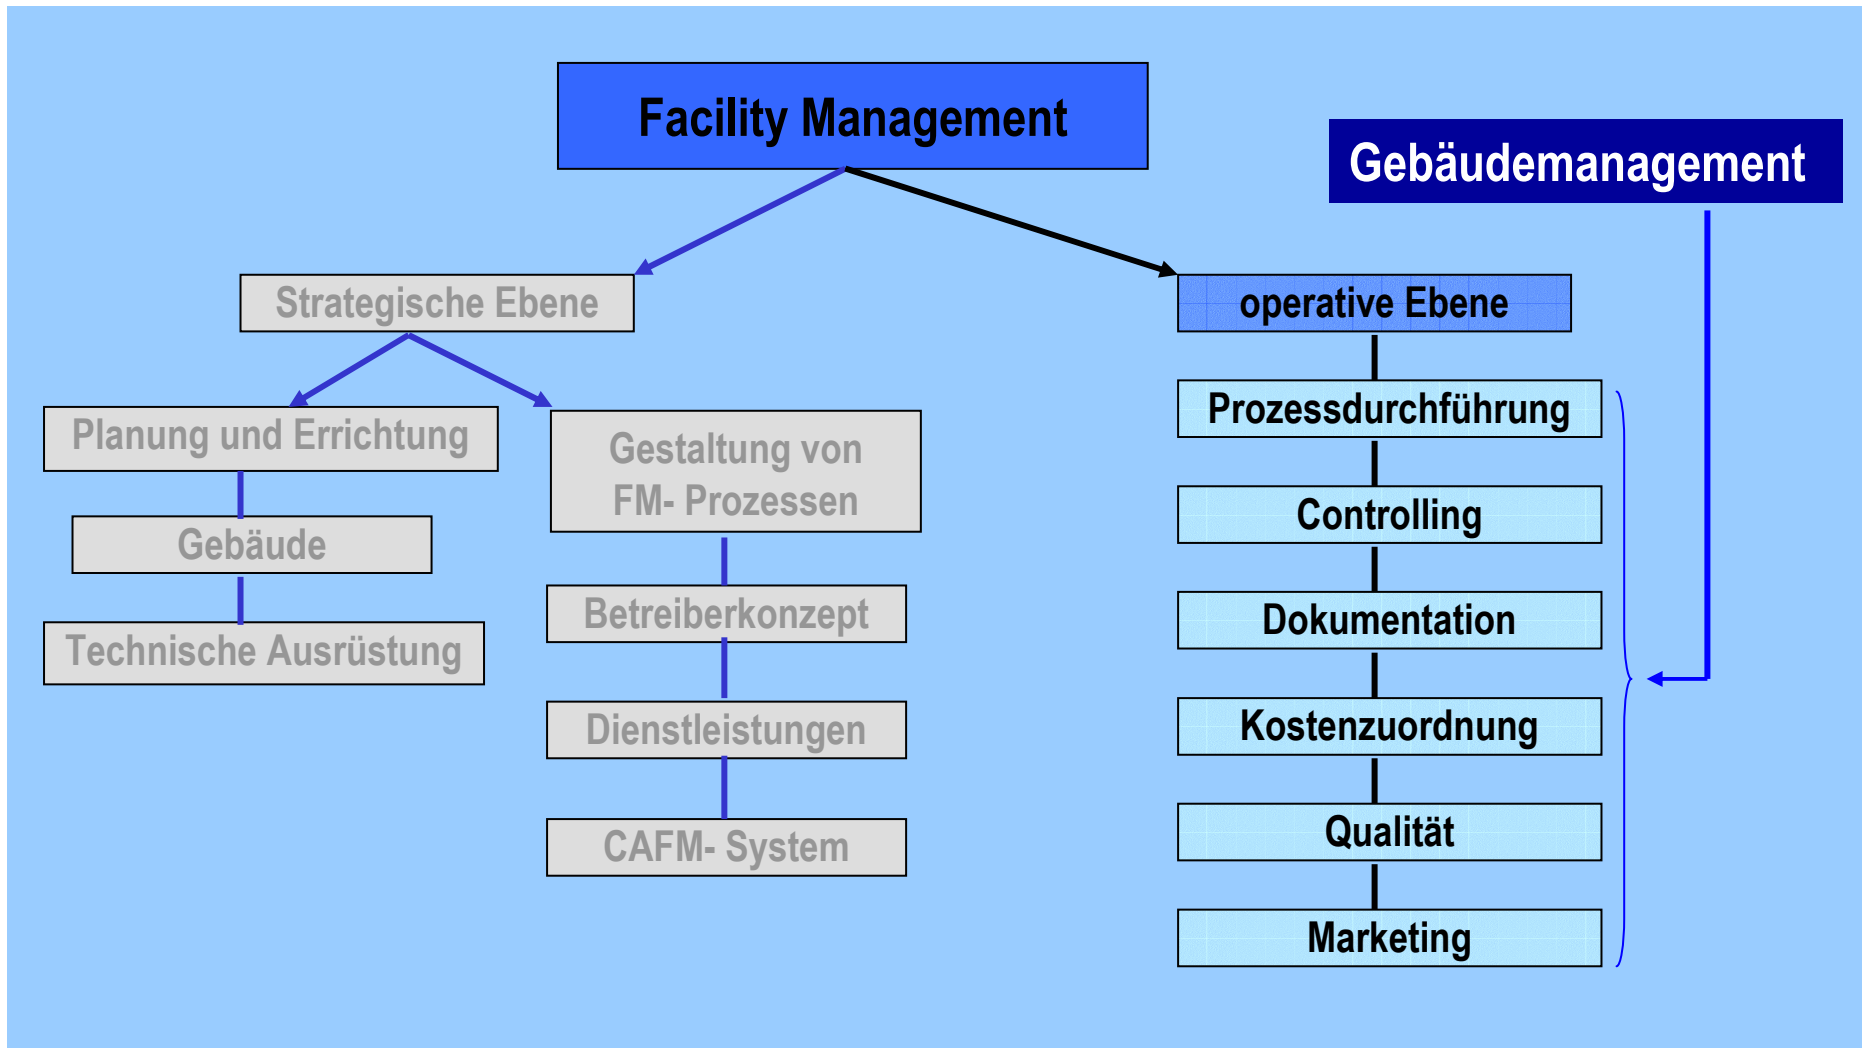 Facility Management
Gebäudemanagement
Strategische Ebene
operative Ebene
Planung und Errichtung
Gebäude
Technische Ausrüstung
Gestaltung von
FM- Prozessen
Betreiberkonzept
Dienstleistungen
CAFM- System
Prozessdurchführung
Controlling
Dokumentation
Kostenzuordnung
Qualität
Marketing